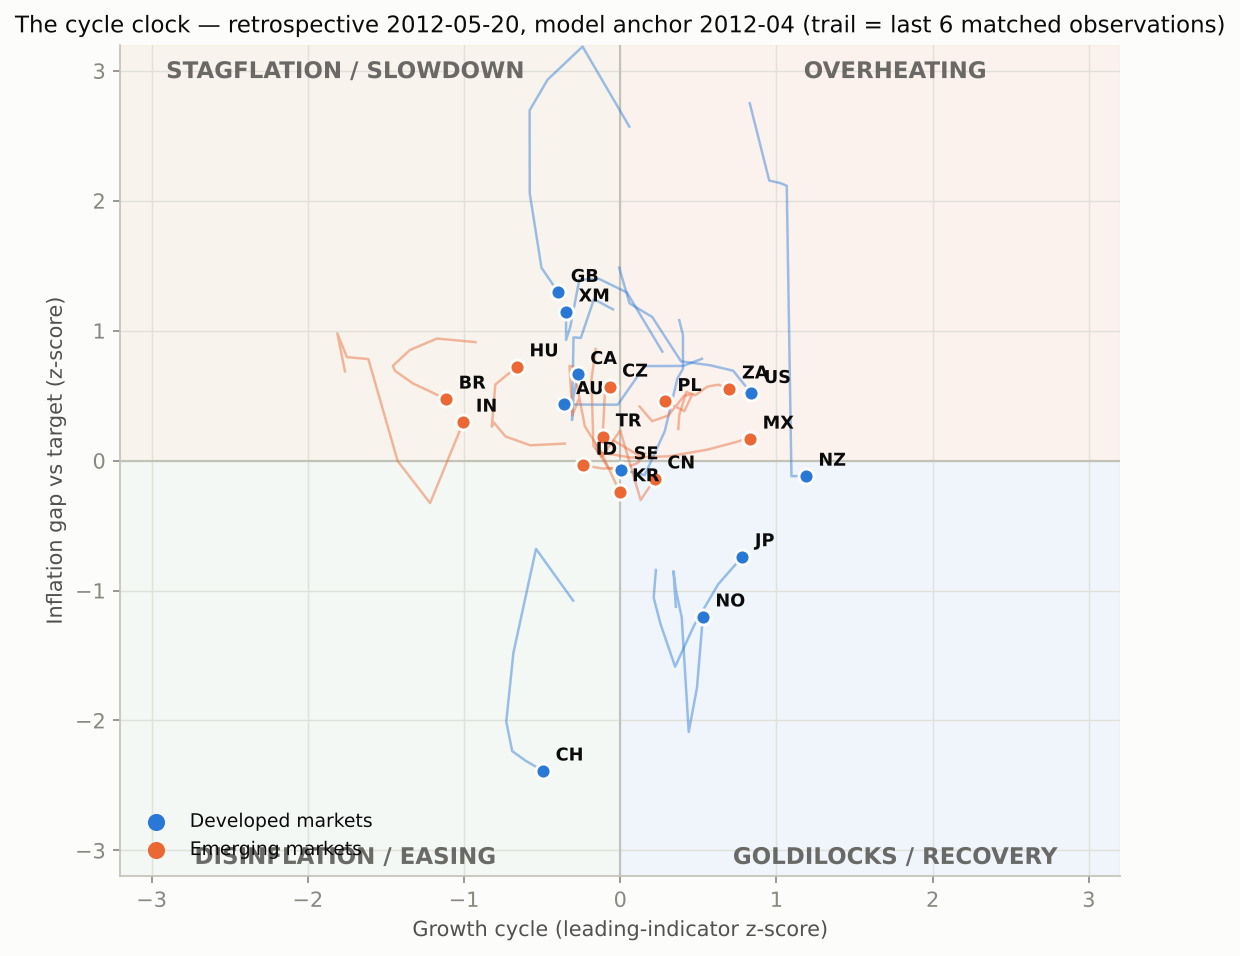 The cycle clock — retrospective 2012-05-20, model anchor 2012-04 (trail = last 6 matched observations)
STAGFLATION / SLOWDOWN
OVERHEATING
3
2
1
0
−1
−2
−3
Inflation gap vs target (z-score)
GB
XM
HU
CA
CZ
BR
AU
PL
ZA
US
IN
TR
MX
ID
SE
CN
KR
NZ
JP
NO
CH
Developed markets
Emerging markets
DISINFLATION / EASING
GOLDILOCKS / RECOVERY
−3
−2
−1
0
1
2
3
Growth cycle (leading-indicator z-score)